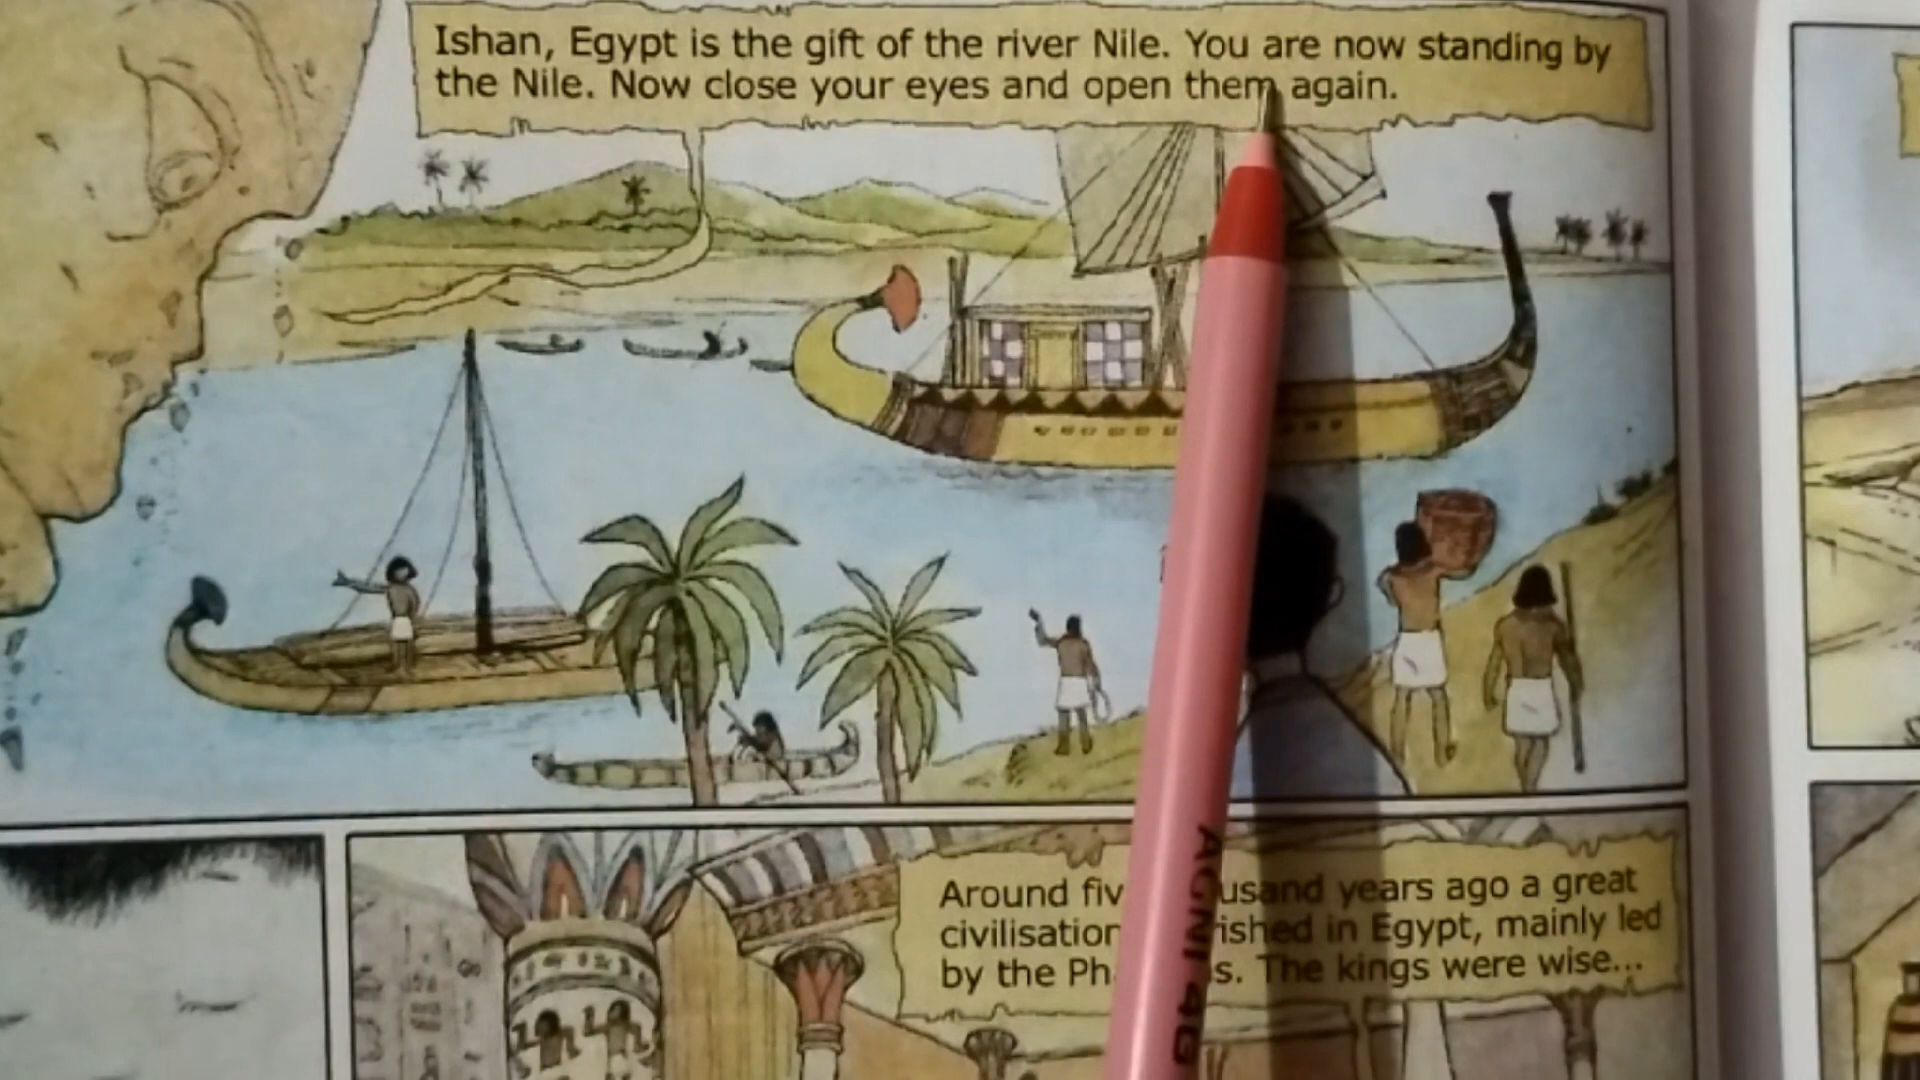 Ishan, Egypt is the gift of the river Nile. You are now standing by
the Nile. Now close your eyes and open them again.
Around usand years ago a great
civilisation ished in Egypt, mainly led
by the s. The kings were wise...
AGNI 4G